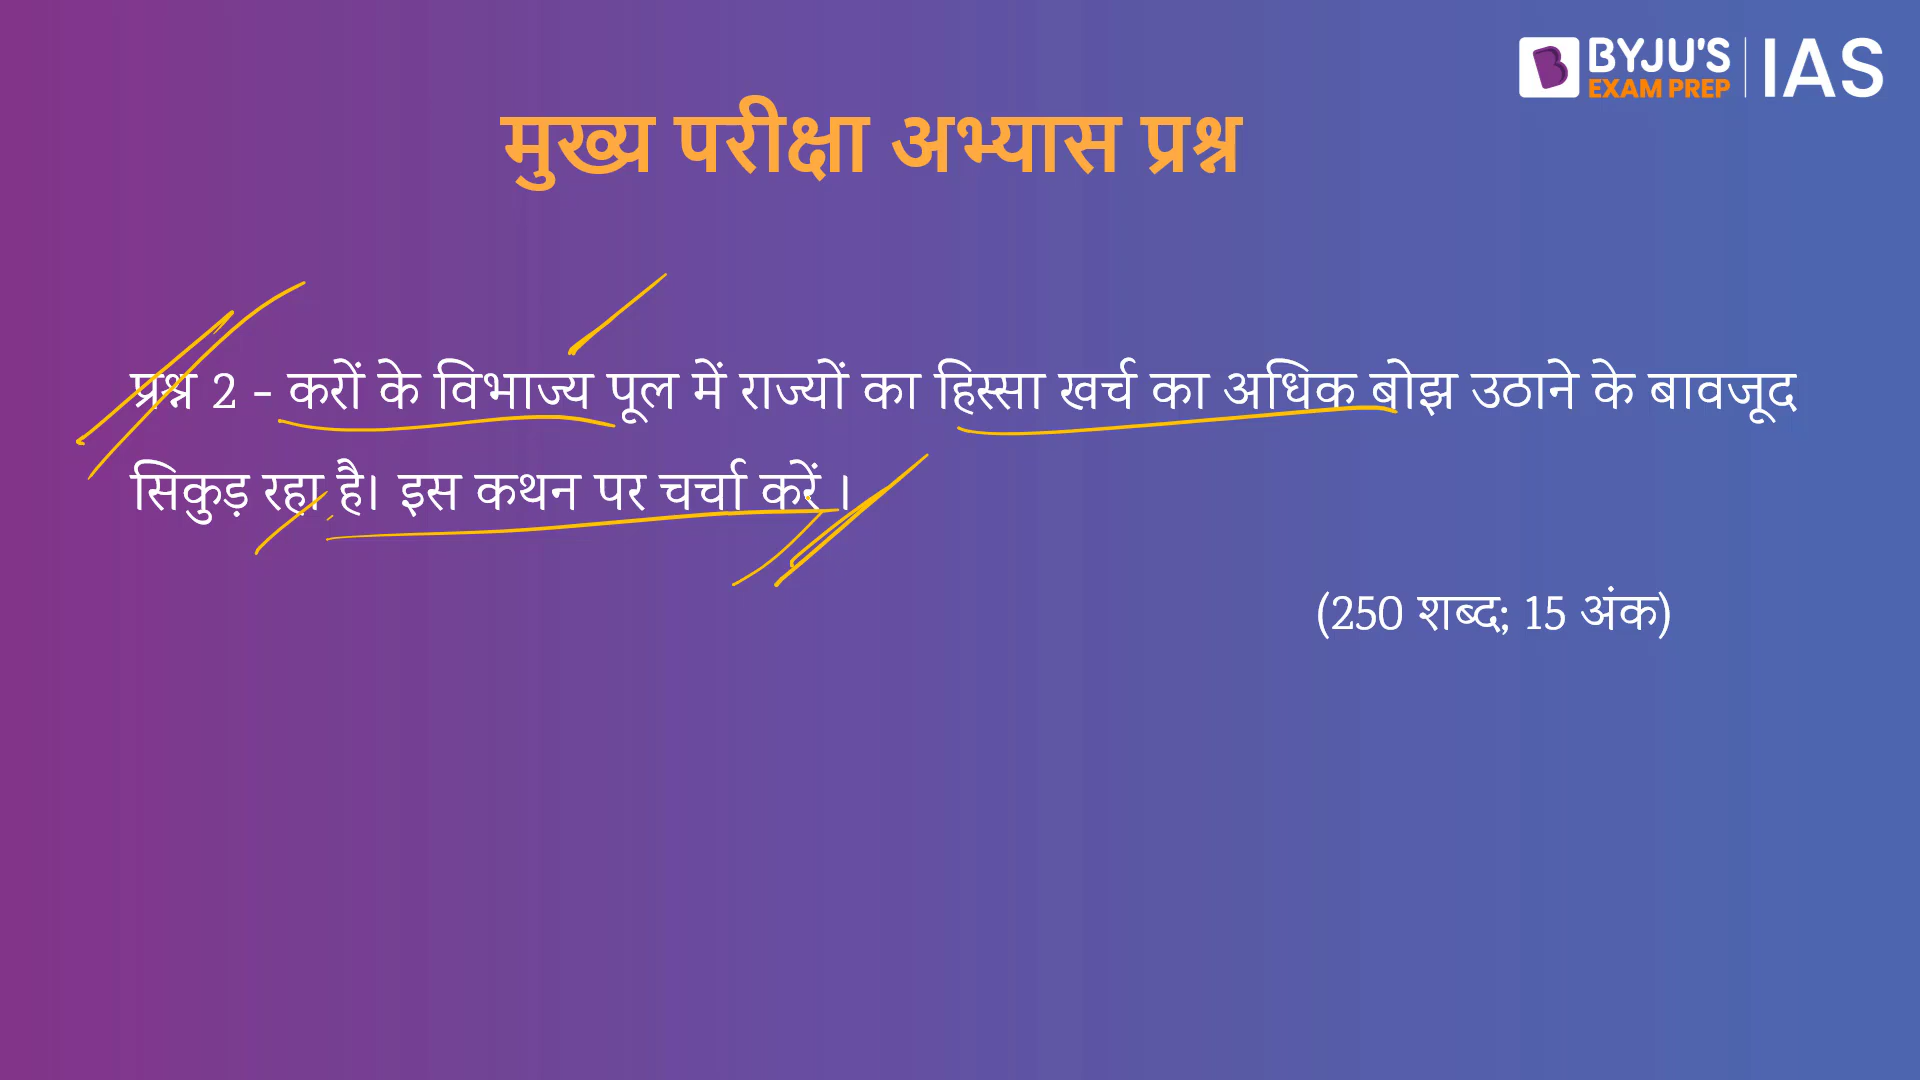 BYJU'S
EXAM PREP
IAS
मुख्य परीक्षा अभ्यास प्रश्न
प्रश्न 2 - करों के विभाज्य पूल में राज्यों का हिस्सा खर्च का अधिक बोझ उठाने के बावजूद
सिकुड़ रहा है। इस कथन पर चर्चा करें ।
(250 शब्द; 15 अंक)